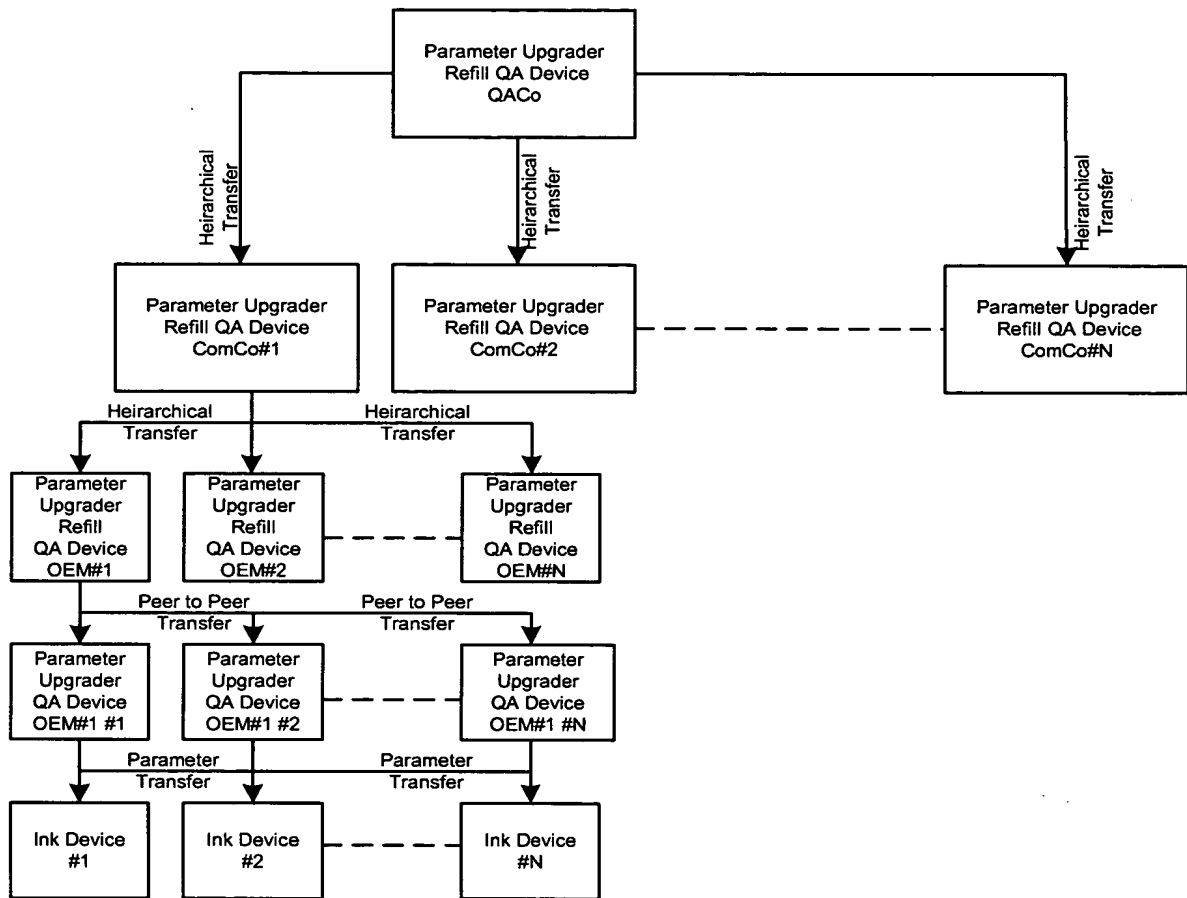 Parameter Upgrader
Refill QA Device
QACo
Heirarchical
Transfer
Heirarchical
Transfer
Heirarchical
Transfer
Parameter Upgrader
Refill QA Device
ComCo#1
Parameter Upgrader
Refill QA Device
ComCo#2
Parameter Upgrader
Refill QA Device
ComCo#N
Heirarchical
Transfer
Heirarchical
Transfer
Parameter
Upgrader
Refill
QA Device
OEM#1
Parameter
Upgrader
Refill
QA Device
OEM#2
Parameter
Upgrader
Refill
QA Device
OEM#N
Peer to Peer
Transfer
Peer to Peer
Transfer
Parameter
Upgrader
QA Device
OEM#1 #1
Parameter
Upgrader
QA Device
OEM#1 #2
Parameter
Upgrader
QA Device
OEM#1 #N
Parameter
Transfer
Parameter
Transfer
Ink Device
#1
Ink Device
#2
Ink Device
#N